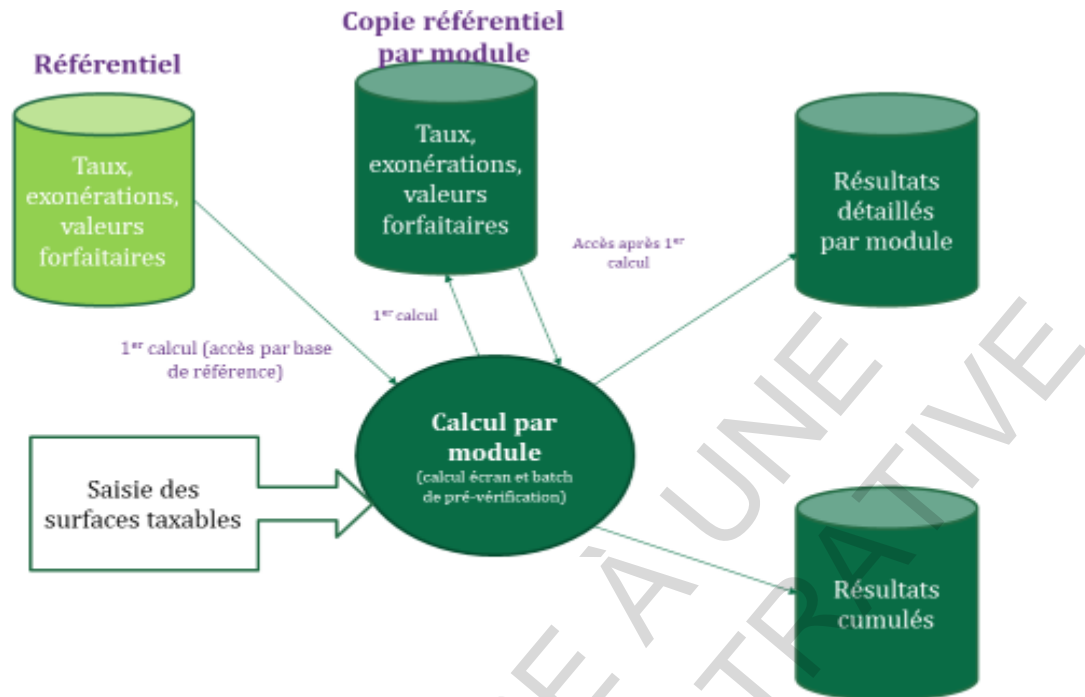 Copie référentiel
par module
Référentiel
Taux,
exonérations,
valeurs
forfaitaires
Taux,
exonérations,
valeurs
forfaitaires
Résultats
détaillés
par module
Accès après 1er
calcul
1er calcul
1er calcul (accès par base
de référence)
Calcul par
module
(calcul écran et batch
de pré-vérification)
Saisie des
surfaces taxables
Résultats
cumulés
E À UNE
TRATIVE